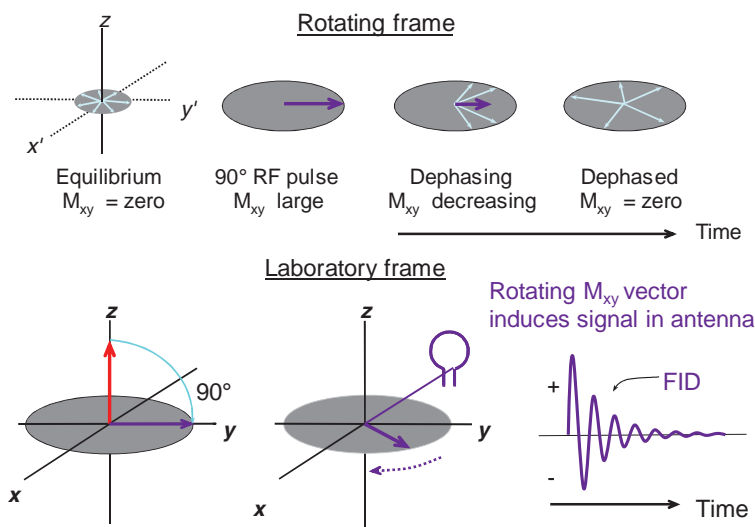 Rotating frame
z
y'
x'
Equilibrium
Mxy = zero
90° RF pulse
Mxy large
Dephasing
Mxy decreasing
Dephased
Mxy = zero
Time
Laboratory frame
z
90°
y
x
z
y
x
Rotating Mxy vector
induces signal in antenna
+
FID
-
Time